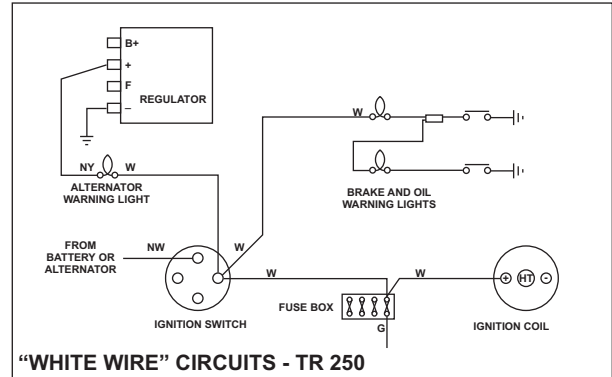 B+
+
F
–
REGULATOR
NY
W
ALTERNATOR
WARNING LIGHT
W
BRAKE AND OIL
WARNING LIGHTS
FROM
BATTERY OR
ALTERNATOR
NW
W
W
W
FUSE BOX
G
+
HT
-
IGNITION SWITCH
IGNITION COIL
“WHITE WIRE” CIRCUITS - TR 250